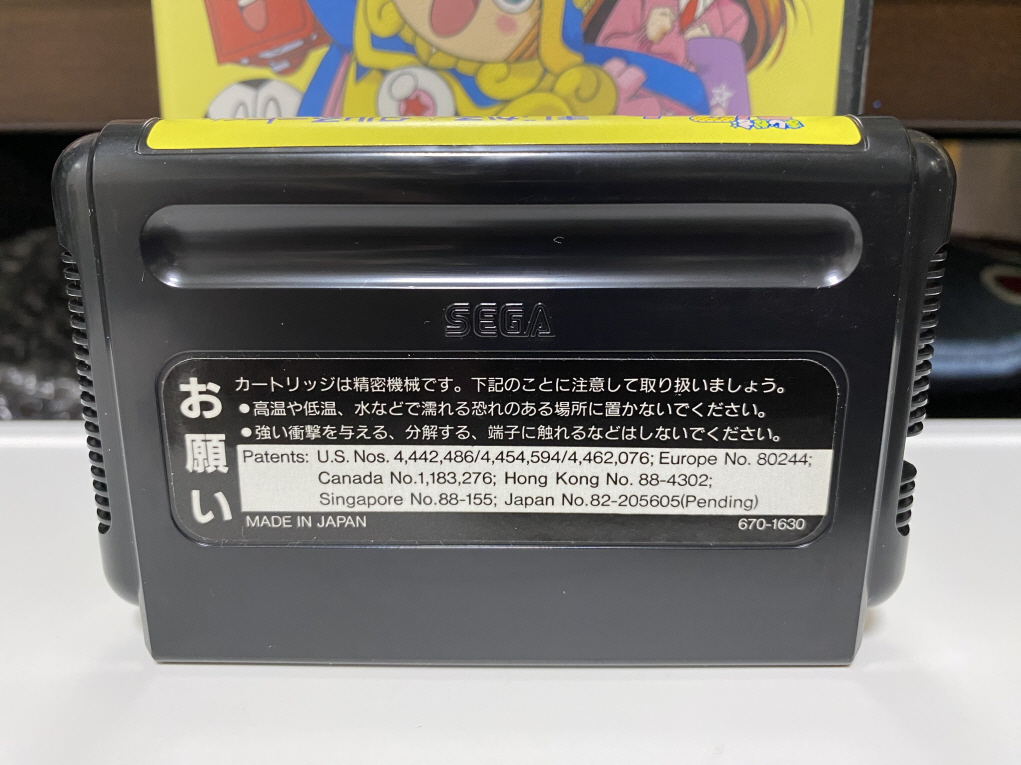 SEGA
お願い
カートリッジは精密機械です。下記のことに注意して取り扱いましょう。
●高温や低温、水などで濡れる恐れのある場所に置かないでください。
●強い衝撃を与える、分解する、端子に触れるなどはしないでください。
Patents: U.S. Nos. 4,442,486/4,454,594/4,462,076; Europe No. 80244;
Canada No.1,183,276; Hong Kong No. 88-4302;
Singapore No.88-155; Japan No.82-205605(Pending)
MADE IN JAPAN
670-1630